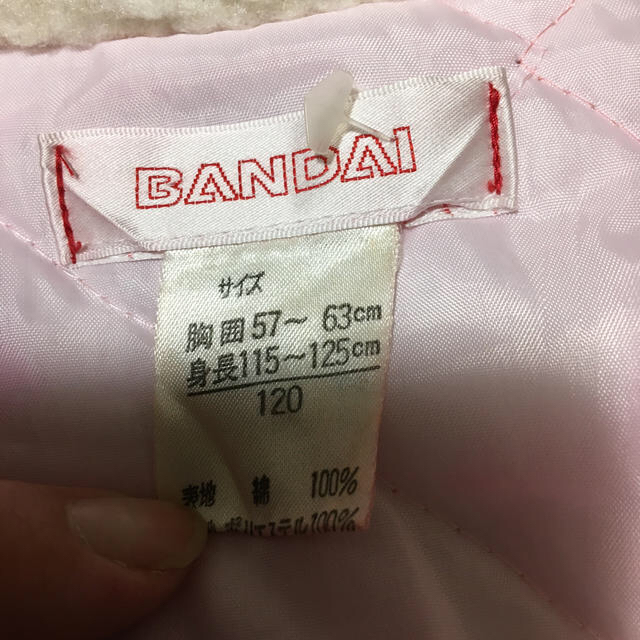 BANDAI
サイズ
胸囲57〜 63cm
身長115〜125cm
120
表地 綿 100%
ポリエステル100%